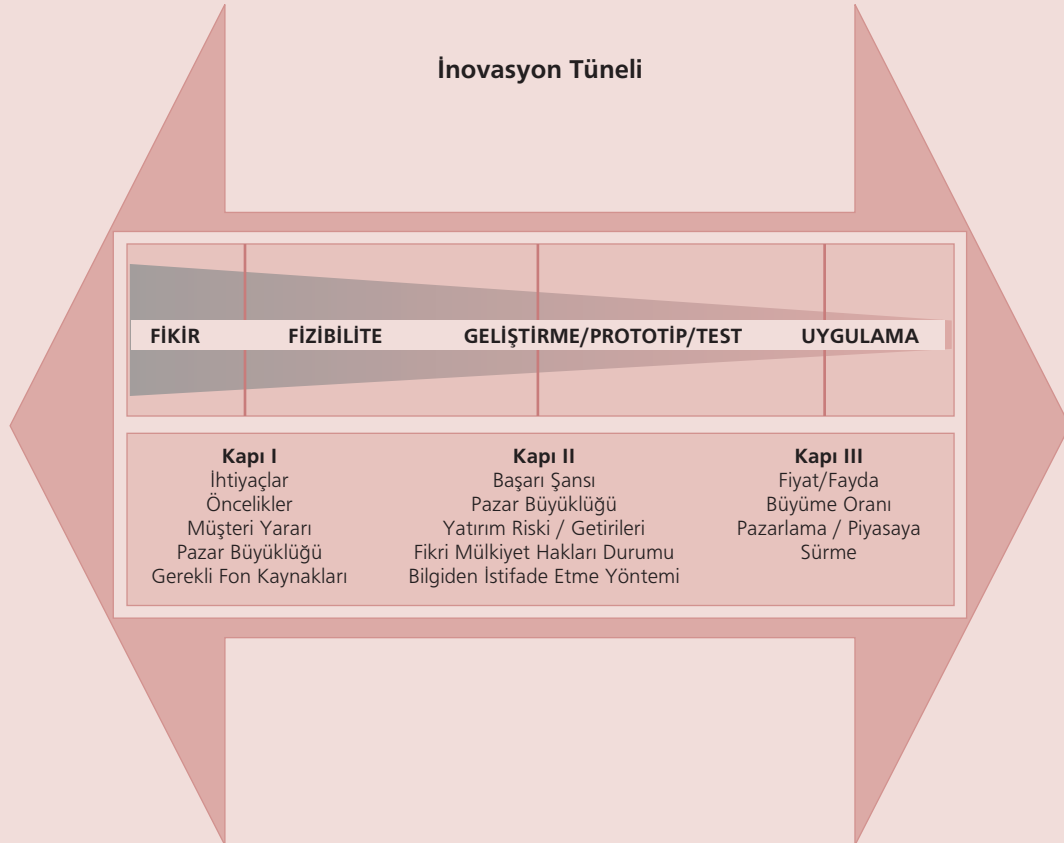 İnovasyon Tüneli
FİKİR FİZİBİLİTE GELİŞTİRME/PROTOTİP/TEST UYGULAMA
Kapı I
İhtiyaçlar
Öncelikler
Müşteri Yararı
Pazar Büyüklüğü
Gerekli Fon Kaynakları
Kapı II
Başarı Şansı
Pazar Büyüklüğü
Yatırım Riski / Getirileri
Fikri Mülkiyet Hakları Durumu
Bilgiden İstifade Etme Yöntemi
Kapı III
Fiyat/Fayda
Büyüme Oranı
Pazarlama / Piyasaya
Sürme